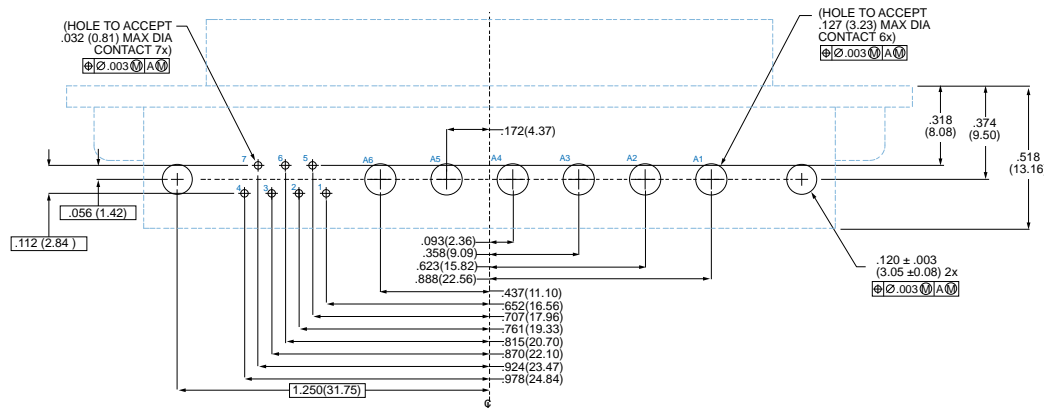 (HOLE TO ACCEPT
.032 (0.81) MAX DIA
CONTACT 7x)
⌖ Ø.003 Ⓜ A Ⓜ
(HOLE TO ACCEPT
.127 (3.23) MAX DIA
CONTACT 6x)
⌖ Ø.003 Ⓜ A Ⓜ
.172(4.37)
.318
(8.08)
.374
(9.50)
.518
(13.16
7
6
5
A6
A5
A4
A3
A2
A1
4
3
2
1
.056 (1.42)
.112 (2.84 )
.093(2.36)
.358(9.09)
.623(15.82)
.888(22.56)
.120 ± .003
(3.05 ±0.08) 2x
⌖ Ø.003 Ⓜ A Ⓜ
.437(11.10)
.652(16.56)
.707(17.96)
.761(19.33)
.815(20.70)
.870(22.10)
.924(23.47)
.978(24.84)
1.250(31.75)
℄